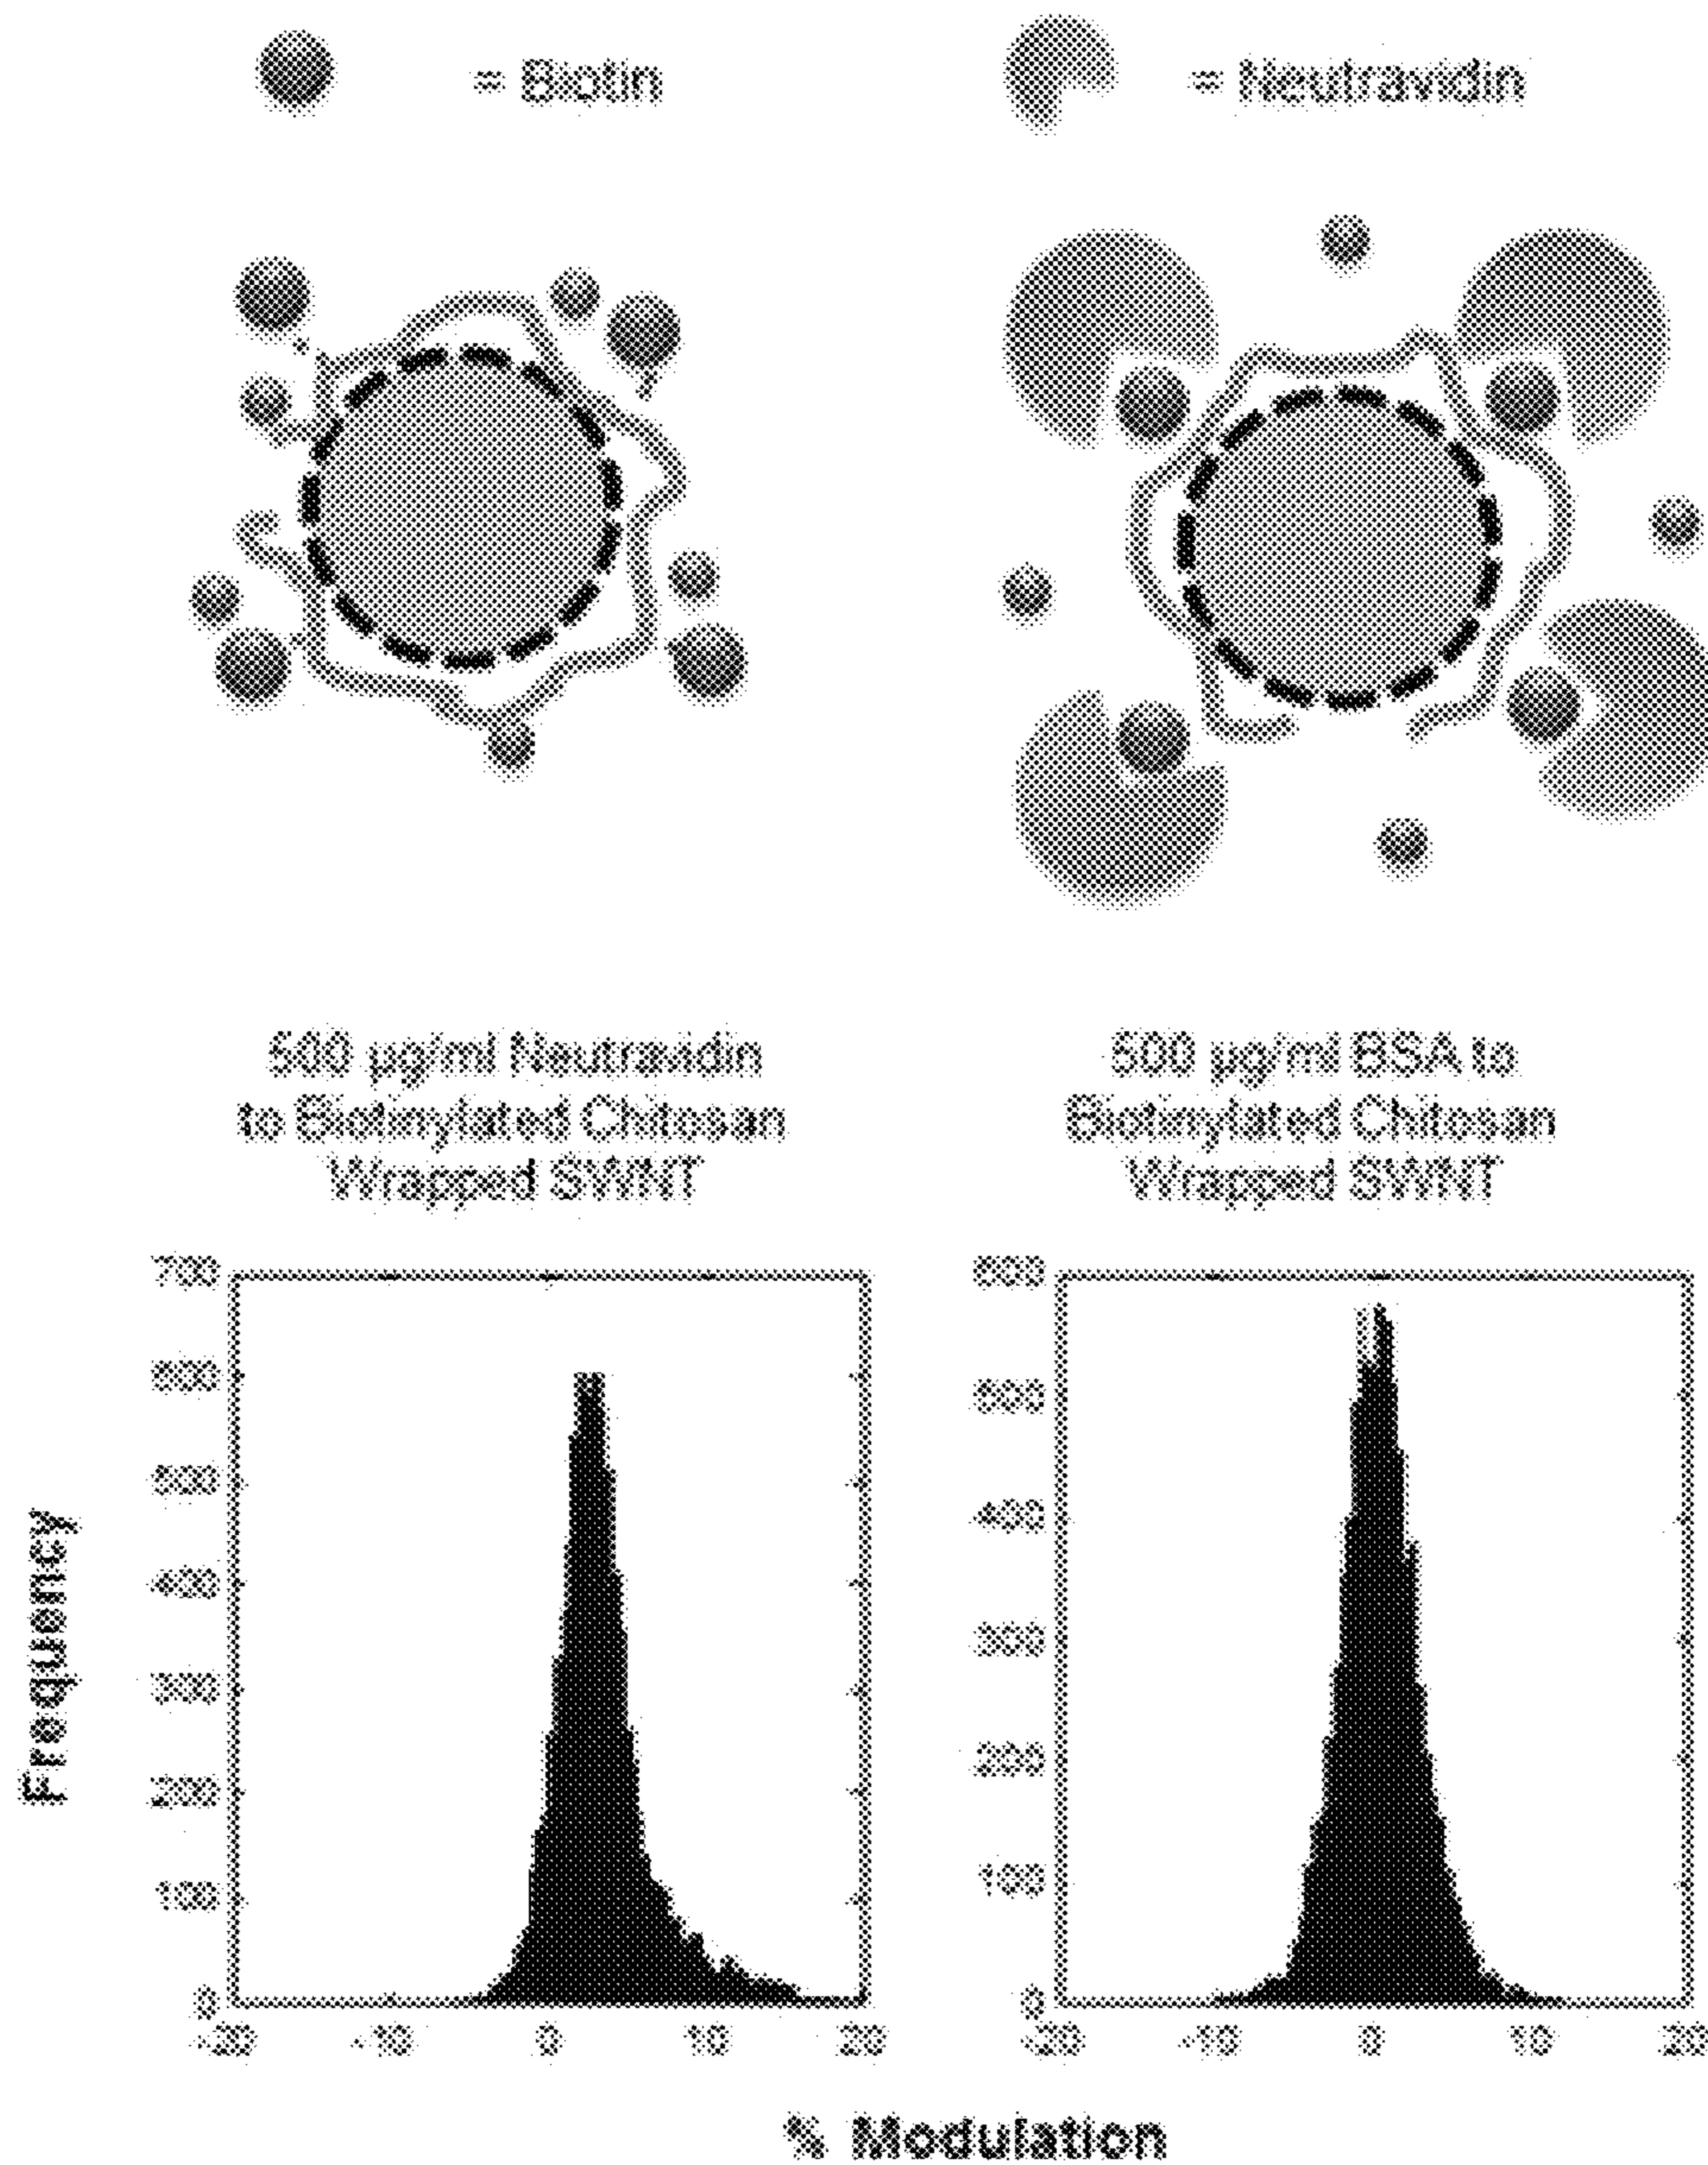 = Biotin
= Neutravidin
500 µg/ml Neutravidin
to Biotinylated Chitosan
Wrapped SWNT
500 µg/ml BSA to
Biotinylated Chitosan
Wrapped SWNT
Frequency
700
600
500
400
300
200
100
0
-20 -10 0 10 20
600
500
400
300
200
100
0
-20 -10 0 10 20
% Modulation